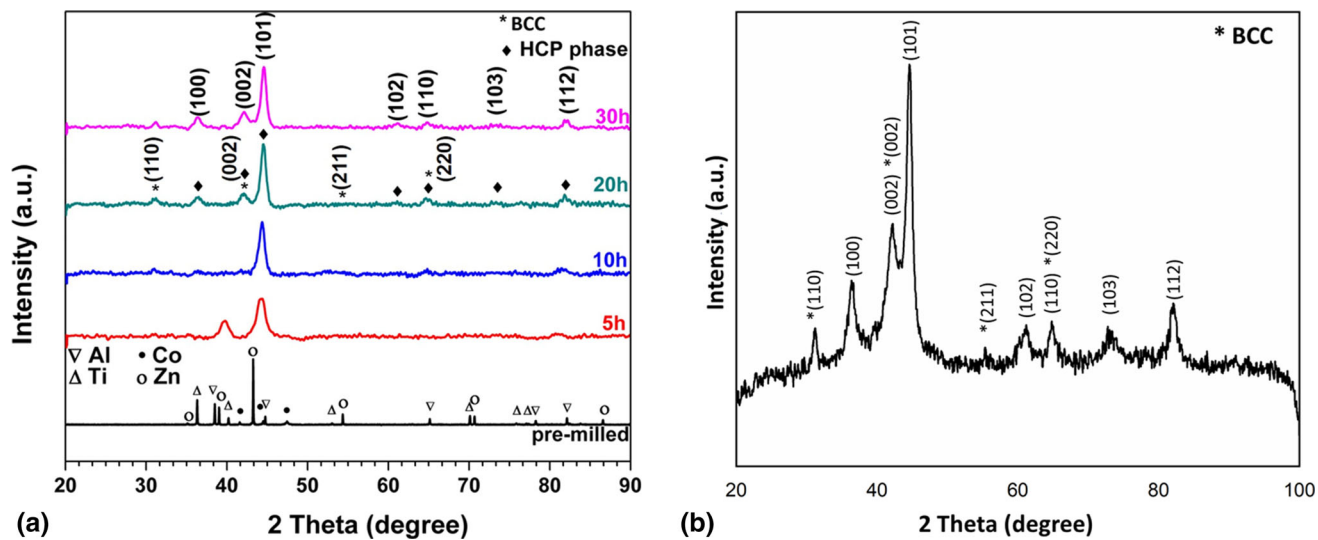 * BCC
♦ HCP phase
(100)
(002)
(101)
(102)
(110)
(103)
(112)
30h
*(110)
(002)
*(211)
*
(220)
20h
10h
5h
∇ Al • Co
Δ Ti o Zn
pre-milled
Intensity (a.u.)
20 30 40 50 60 70 80 90
2 Theta (degree)
(a)
* BCC
*(110)
(100)
(002) *(002)
(101)
*(211)
(102)
(110) *(220)
(103)
(112)
Intensity (a.u.)
20 40 60 80 100
2 Theta (degree)
(b)